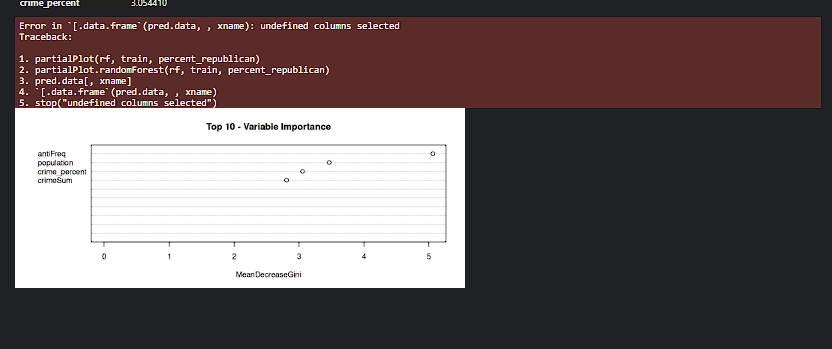 crime_percent 3.054410
Error in `[.data.frame`(pred.data, , xname): undefined columns selected
Traceback:
1. partialPlot(rf, train, percent_republican)
2. partialPlot.randomForest(rf, train, percent_republican)
3. pred.data[, xname]
4. `[.data.frame`(pred.data, , xname)
5. stop("undefined columns selected")
Top 10 - Variable Importance
antiFreq
population
crime_percent
crimeSum
0 1 2 3 4 5
MeanDecreaseGini